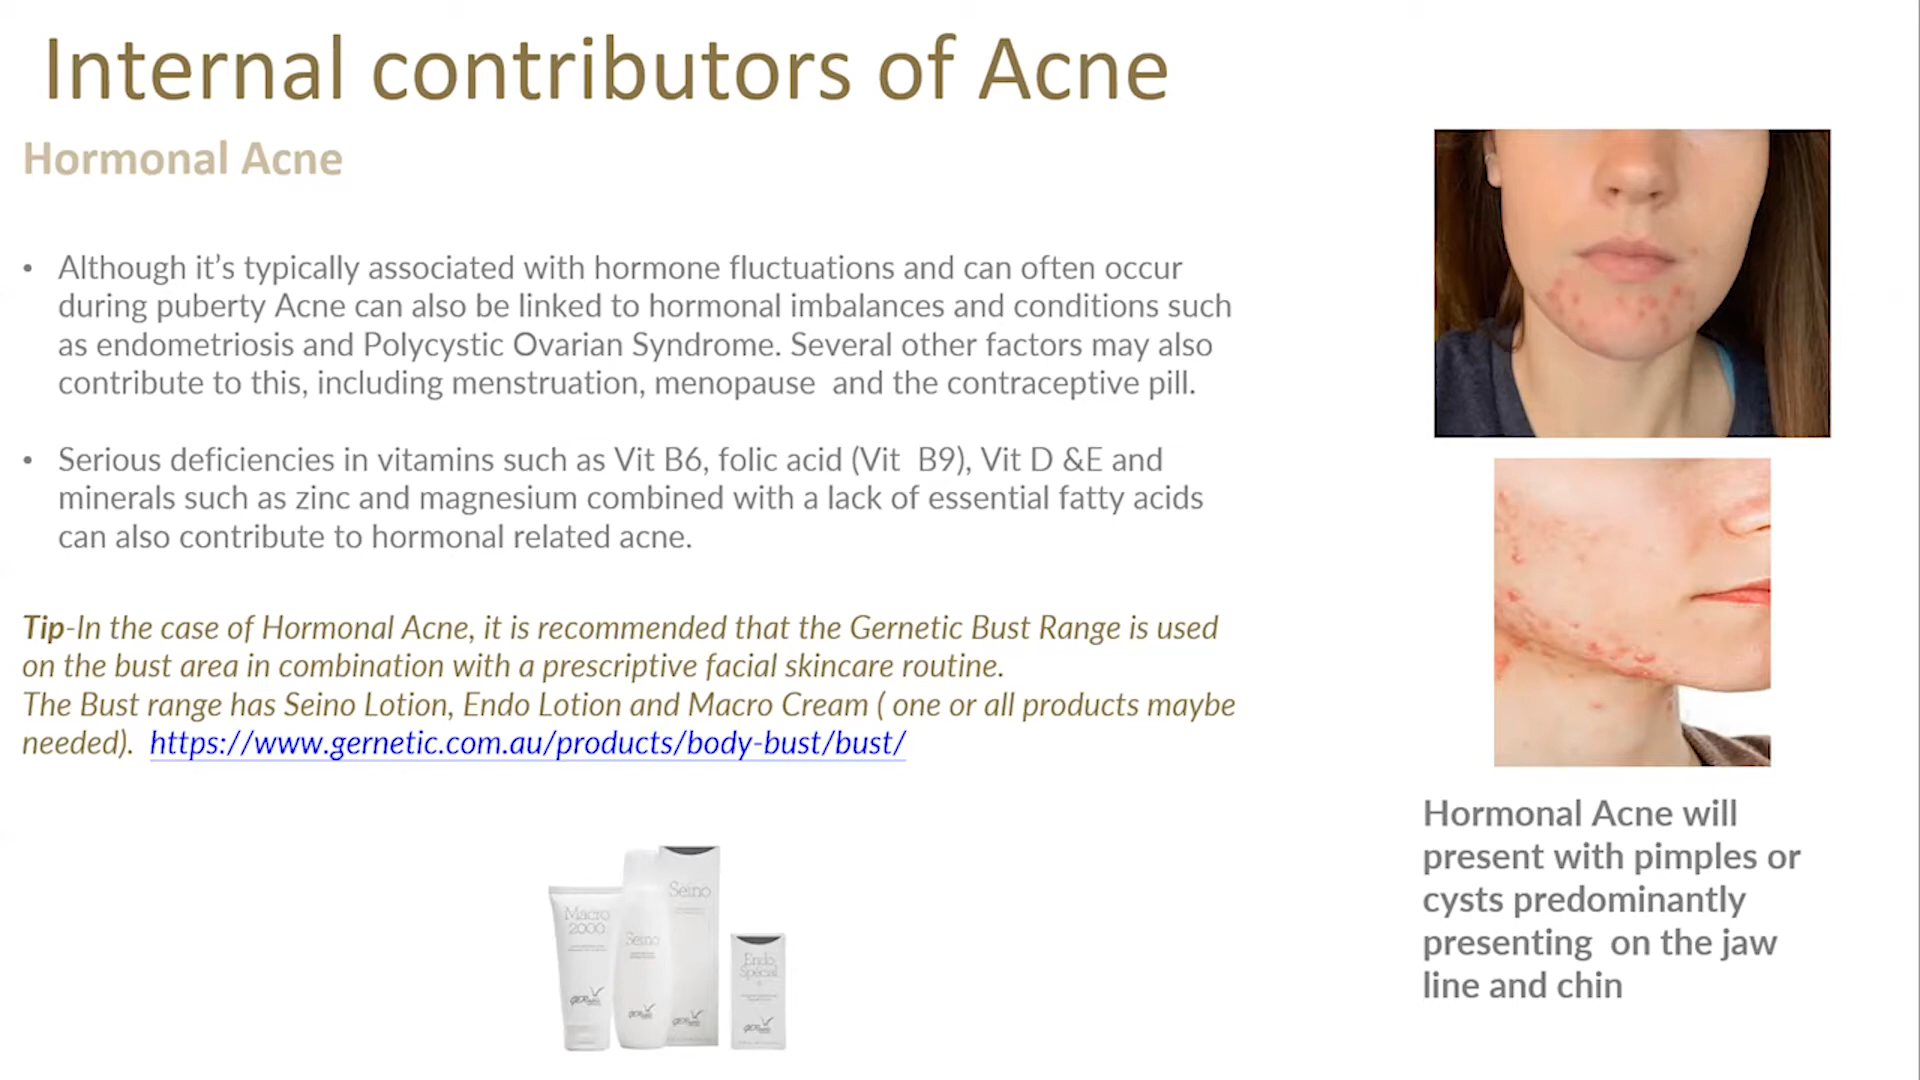 Internal contributors of Acne
Hormonal Acne
• Although it's typically associated with hormone fluctuations and can often occur
during puberty Acne can also be linked to hormonal imbalances and conditions such
as endometriosis and Polycystic Ovarian Syndrome. Several other factors may also
contribute to this, including menstruation, menopause  and the contraceptive pill.
• Serious deficiencies in vitamins such as Vit B6, folic acid (Vit  B9), Vit D &E and
minerals such as zinc and magnesium combined with a lack of essential fatty acids
can also contribute to hormonal related acne.
Tip-In the case of Hormonal Acne, it is recommended that the Gernetic Bust Range is used
on the bust area in combination with a prescriptive facial skincare routine.
The Bust range has Seino Lotion, Endo Lotion and Macro Cream ( one or all products maybe
needed).  https://www.gernetic.com.au/products/body-bust/bust/
Macro
2000
Seino
Seino
Endo
Spécial
Hormonal Acne will
present with pimples or
cysts predominantly
presenting  on the jaw
line and chin